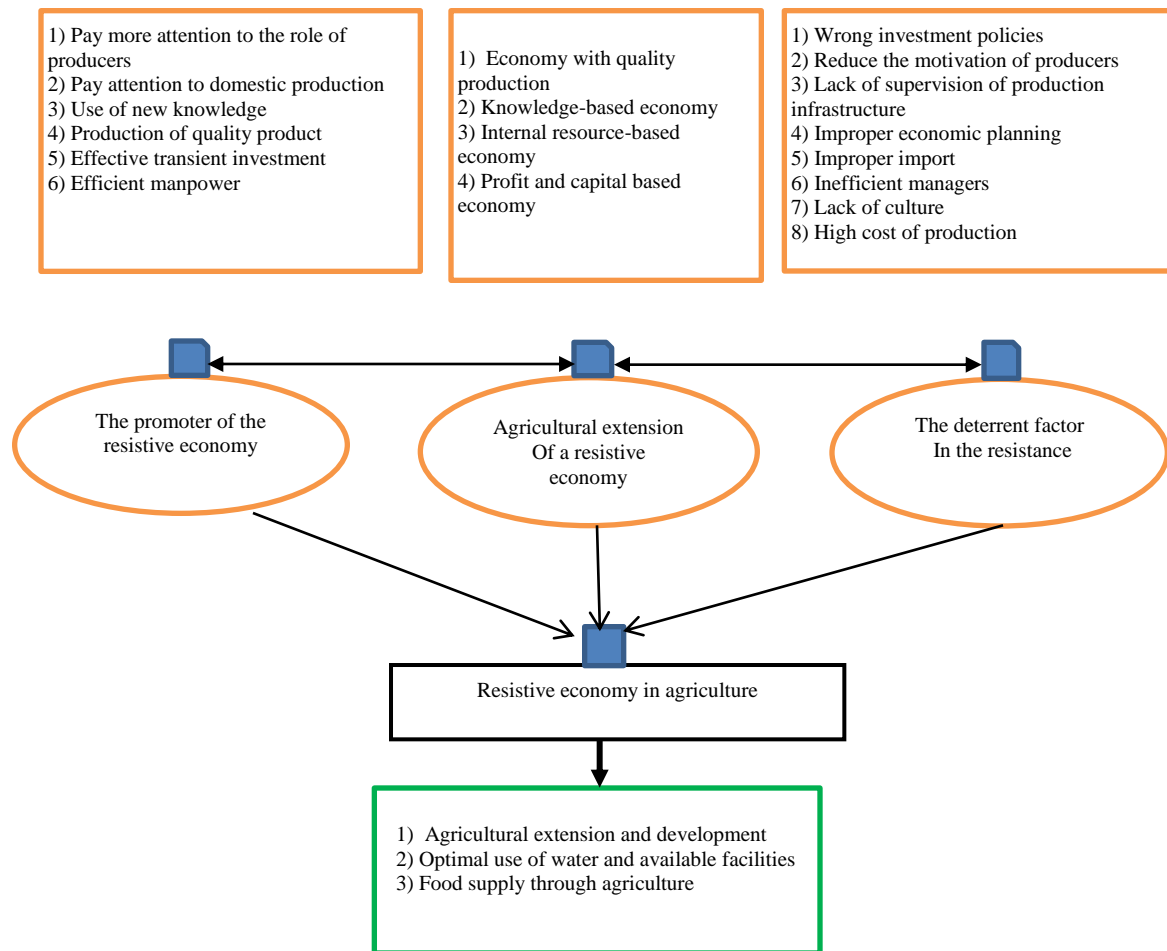 1) Pay more attention to the role of
producers
2) Pay attention to domestic production
3) Use of new knowledge
4) Production of quality product
5) Effective transient investment
6) Efficient manpower
1) Economy with quality
production
2) Knowledge-based economy
3) Internal resource-based
economy
4) Profit and capital based
economy
1) Wrong investment policies
2) Reduce the motivation of producers
3) Lack of supervision of production
infrastructure
4) Improper economic planning
5) Improper import
6) Inefficient managers
7) Lack of culture
8) High cost of production
The promoter of the
resistive economy
Agricultural extension
Of a resistive
economy
The deterrent factor
In the resistance
Resistive economy in agriculture
1) Agricultural extension and development
2) Optimal use of water and available facilities
3) Food supply through agriculture